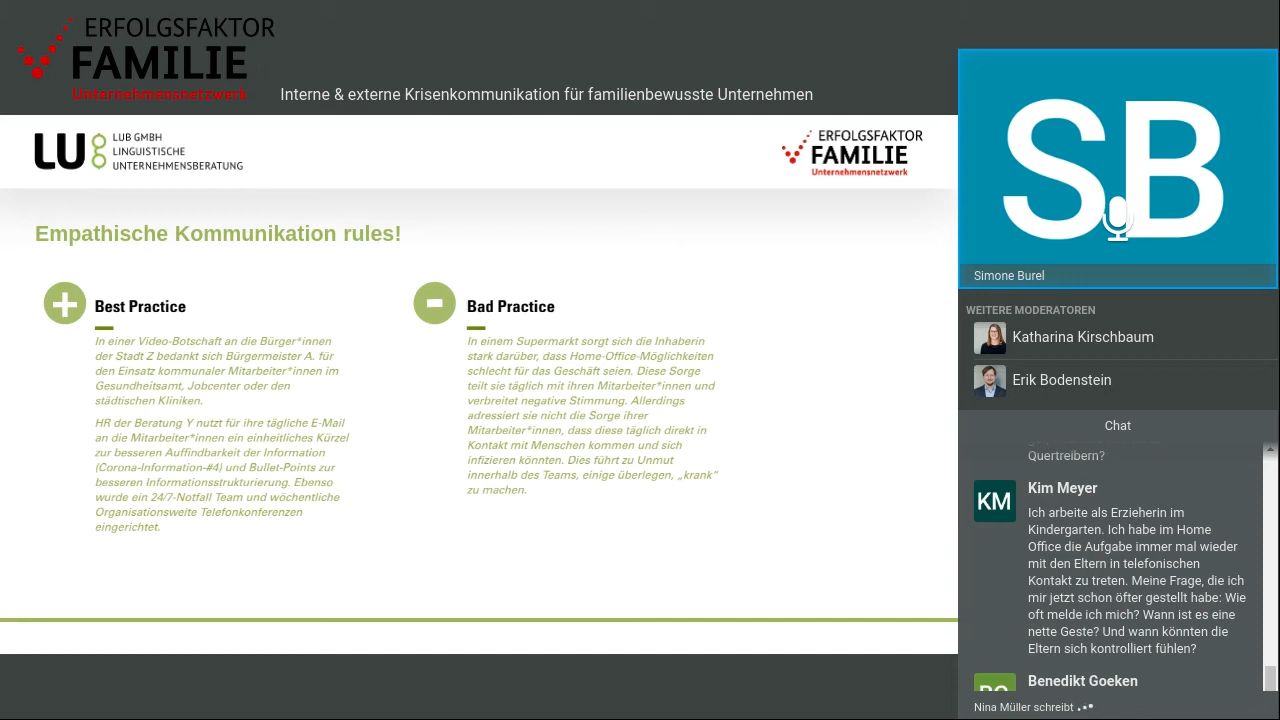 ERFOLGSFAKTOR
FAMILIE
Unternehmensnetzwerk
Interne & externe Krisenkommunikation für familienbewusste Unternehmen
LU
LUB GMBH
LINGUISTISCHE
UNTERNEHMENSBERATUNG
ERFOLGSFAKTOR
FAMILIE
Unternehmensnetzwerk
Empathische Kommunikation rules!
Best Practice
In einer Video-Botschaft an die Bürger*innen
der Stadt Z bedankt sich Bürgermeister A. für
den Einsatz kommunaler Mitarbeiter*innen im
Gesundheitsamt, Jobcenter oder den
städtischen Kliniken.
HR der Beratung Y nutzt für ihre tägliche E-Mail
an die Mitarbeiter*innen ein einheitliches Kürzel
zur besseren Auffindbarkeit der Information
(Corona-Information-#4) und Bullet-Points zur
besseren Informationsstrukturierung. Ebenso
wurde ein 24/7-Notfall Team und wöchentliche
Organisationsweite Telefonkonferenzen
eingerichtet.
Bad Practice
In einem Supermarkt sorgt sich die Inhaberin
stark darüber, dass Home-Office-Möglichkeiten
schlecht für das Geschäft seien. Diese Sorge
teilt sie täglich mit ihren Mitarbeiter*innen und
verbreitet negative Stimmung. Allerdings
adressiert sie nicht die Sorge ihrer
Mitarbeiter*innen, dass diese täglich direkt in
Kontakt mit Menschen kommen und sich
infizieren könnten. Dies führt zu Unmut
innerhalb des Teams, einige überlegen, „krank“
zu machen.
SB
Simone Burel
WEITERE MODERATOREN
Katharina Kirschbaum
Erik Bodenstein
Chat
Quertreibern?
KM
Kim Meyer
Ich arbeite als Erzieherin im
Kindergarten. Ich habe im Home
Office die Aufgabe immer mal wieder
mit den Eltern in telefonischen
Kontakt zu treten. Meine Frage, die ich
mir jetzt schon öfter gestellt habe: Wie
oft melde ich mich? Wann ist es eine
nette Geste? Und wann könnten die
Eltern sich kontrolliert fühlen?
Benedikt Goeken
Nina Müller schreibt